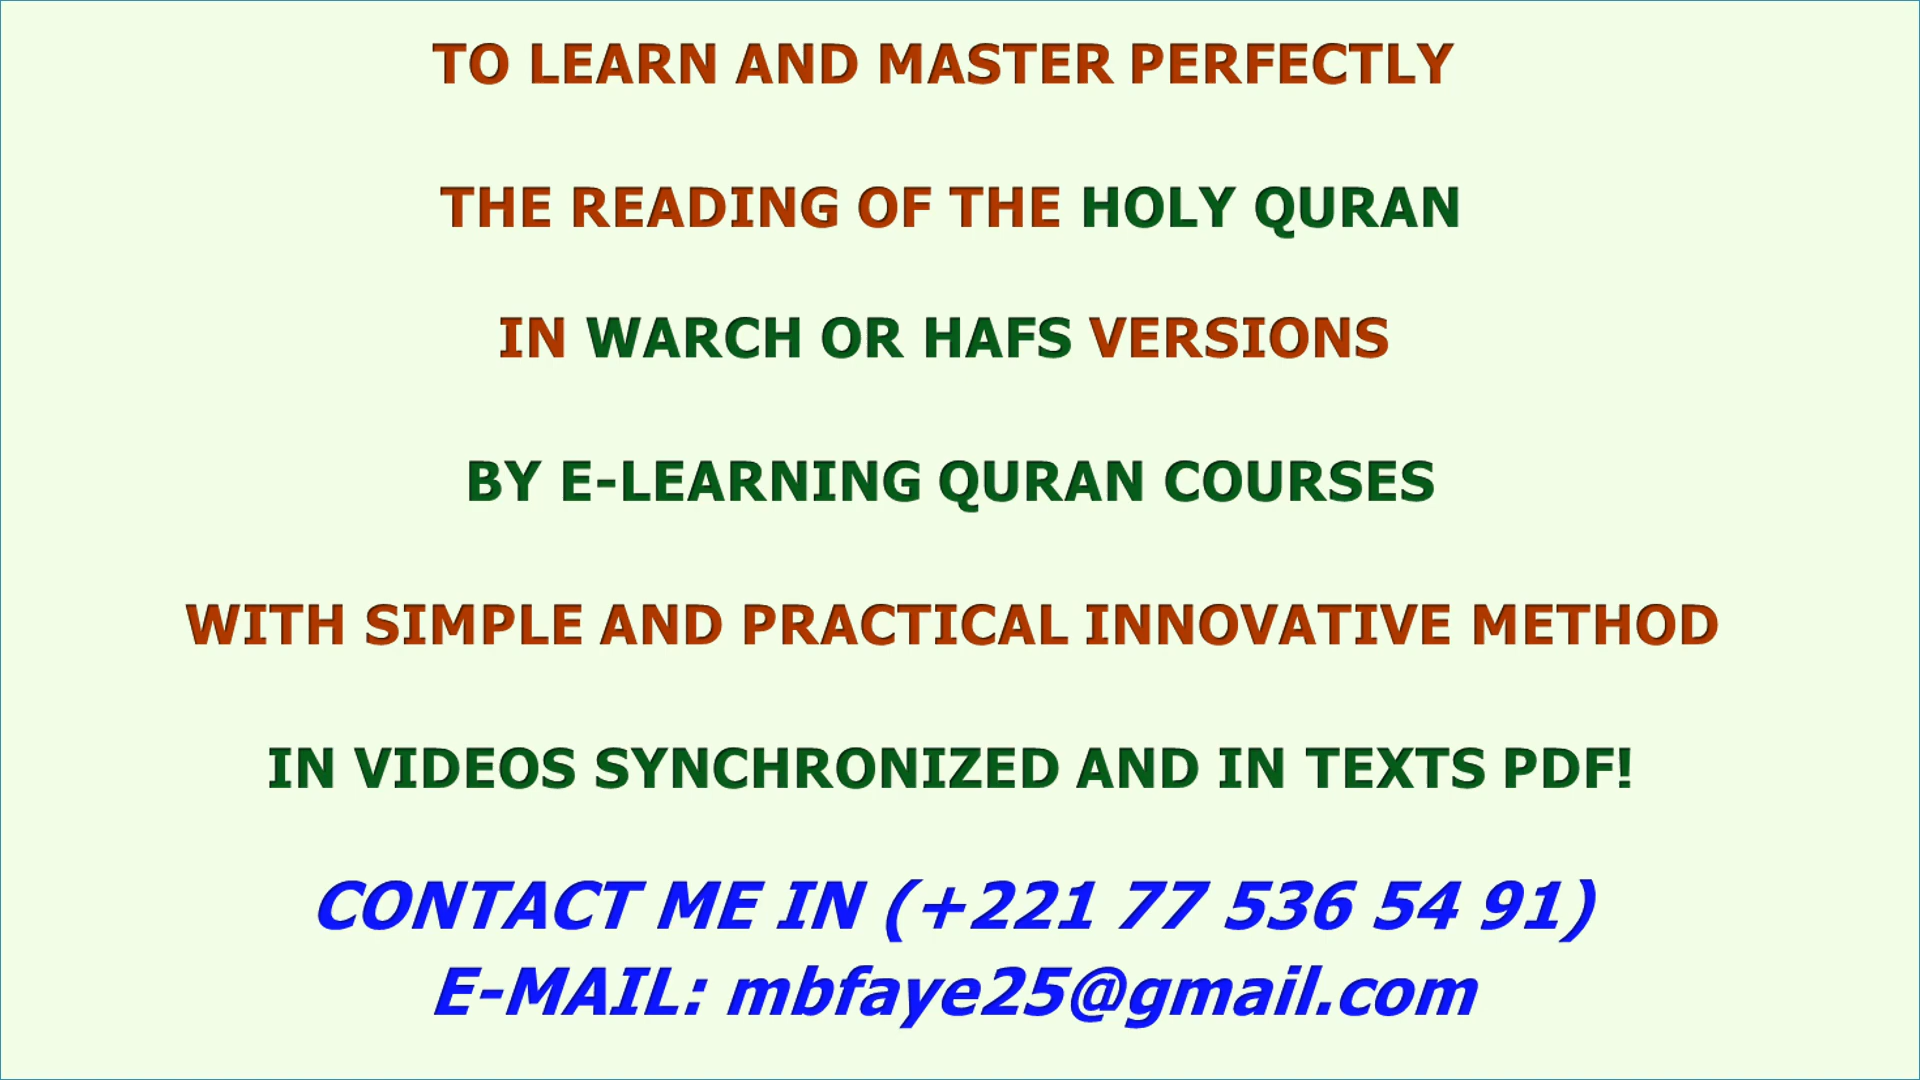 TO LEARN AND MASTER PERFECTLY
THE READING OF THE HOLY QURAN
IN WARCH OR HAFS VERSIONS
BY E-LEARNING QURAN COURSES
WITH SIMPLE AND PRACTICAL INNOVATIVE METHOD
IN VIDEOS SYNCHRONIZED AND IN TEXTS PDF!
CONTACT ME IN (+221 77 536 54 91)
E-MAIL: mbfaye25@gmail.com